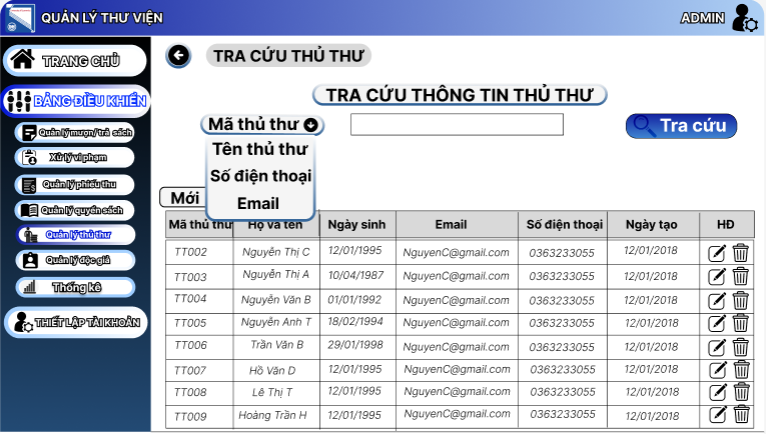 QUẢN LÝ THƯ VIỆN
ADMIN
TRANG CHỦ
BẢNG ĐIỀU KHIỂN
Quản lý mượn/ trả sách
Xử lý vi phạm
Quản lý phiếu thu
Quản lý quyển sách
Quản lý thủ thư
Quản lý độc giả
Thống kê
THIẾT LẬP TÀI KHOẢN
TRA CỨU THỦ THƯ
TRA CỨU THÔNG TIN THỦ THƯ
Mã thủ thư
Tra cứu
Tên thủ thư
Số điện thoại
Email
Mới
Mã thủ thư Họ và tên Ngày sinh Email Số điện thoại Ngày tạo HĐ
TT002 Nguyễn Thị C 12/01/1995 NguyenC@gmail.com 0363233055 12/01/2018
TT003 Nguyễn Thị A 10/04/1987 NguyenC@gmail.com 0363233055 12/01/2018
TT004 Nguyễn Văn B 01/01/1992 NguyenC@gmail.com 0363233055 12/01/2018
TT005 Nguyễn Anh T 18/02/1994 NguyenC@gmail.com 0363233055 12/01/2018
TT006 Trần Văn B 29/01/1998 NguyenC@gmail.com 0363233055 12/01/2018
TT007 Hồ Văn D 12/01/1995 NguyenC@gmail.com 0363233055 12/01/2018
TT008 Lê Thị T 12/01/1995 NguyenC@gmail.com 0363233055 12/01/2018
TT009 Hoàng Trần H 12/01/1995 NguyenC@gmail.com 0363233055 12/01/2018